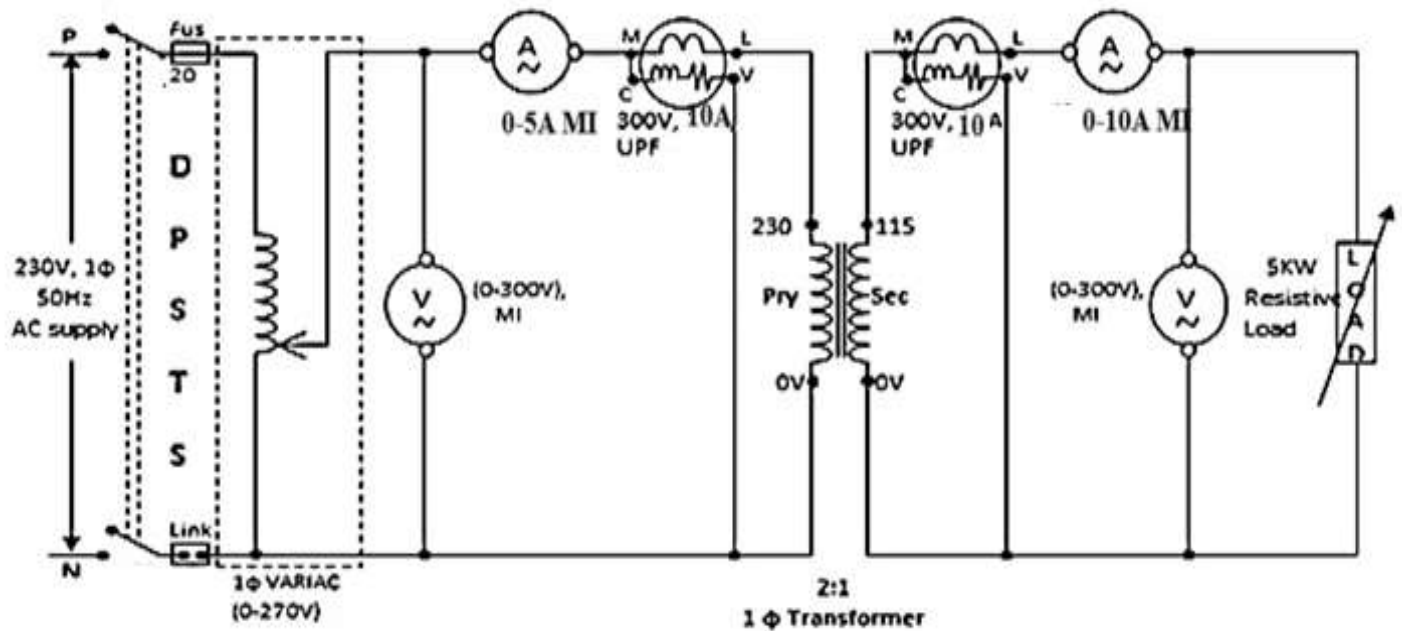 P
Fus
20
230V, 1Φ
50Hz
AC supply
D
P
S
T
S
N
Link
1Φ VARIAC
(0-270V)
V
~
(0-300V),
MI
A
~
0-5A MI
M
L
C
V
300V, 10A
UPF
230
115
Pry
Sec
0V
0V
2:1
1 Φ Transformer
M
L
C
V
300V, 10A
UPF
A
~
0-10A MI
(0-300V),
MI
V
~
5KW
Resistive
Load
L
O
A
D